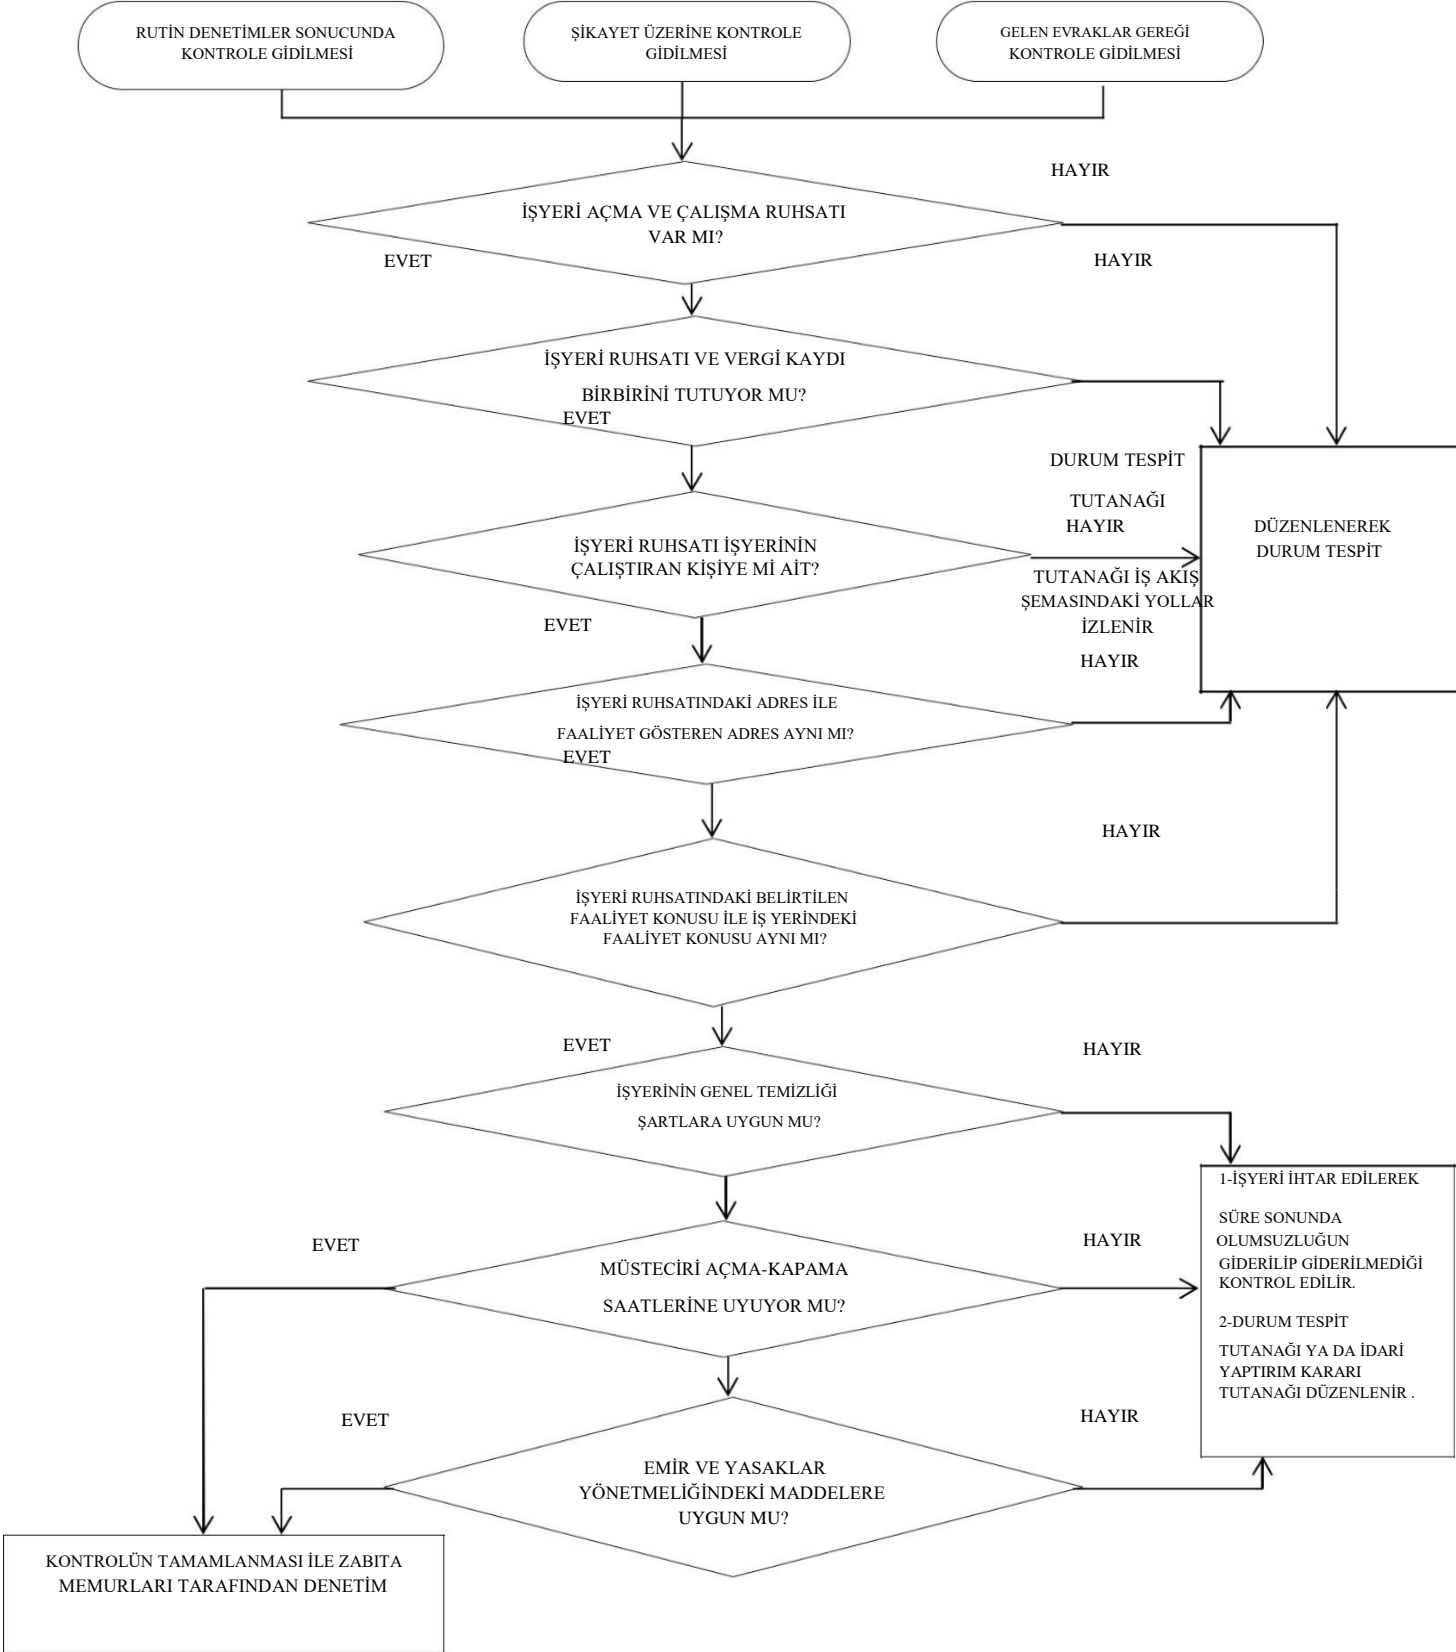 RUTİN DENETİMLER SONUCUNDA
KONTROLE GİDİLMESİ
ŞİKAYET ÜZERİNE KONTROLE
GİDİLMESİ
GELEN EVRAKLAR GEREĞİ
KONTROLE GİDİLMESİ
HAYIR
İŞYERİ AÇMA VE ÇALIŞMA RUHSATI
VAR MI?
EVET
HAYIR
İŞYERİ RUHSATI VE VERGİ KAYDI
BİRBİRİNİ TUTUYOR MU?
EVET
DURUM TESPİT
TUTANAĞI
HAYIR
DÜZENLENEREK
DURUM TESPİT
İŞYERİ RUHSATI İŞYERİNİN
ÇALIŞTIRAN KİŞİYE Mİ AİT?
TUTANAĞI İŞ AKIŞ
ŞEMASINDAKİ YOLLAR
İZLENİR
EVET
HAYIR
İŞYERİ RUHSATINDAKİ ADRES İLE
FAALİYET GÖSTEREN ADRES AYNI MI?
EVET
HAYIR
İŞYERİ RUHSATINDAKİ BELİRTİLEN
FAALİYET KONUSU İLE İŞ YERİNDEKİ
FAALİYET KONUSU AYNI MI?
EVET
HAYIR
İŞYERİNİN GENEL TEMİZLİĞİ
ŞARTLARA UYGUN MU?
1-İŞYERİ İHTAR EDİLEREK
SÜRE SONUNDA
OLUMSUZLUĞUN
GİDERİLİP GİDERİLMEDİĞİ
KONTROL EDİLİR.
2-DURUM TESPİT
TUTANAĞI YA DA İDARİ
YAPTIRIM KARARI
TUTANAĞI DÜZENLENİR .
EVET
HAYIR
MÜSTECİRİ AÇMA-KAPAMA
SAATLERİNE UYUYOR MU?
EVET
HAYIR
EMİR VE YASAKLAR
YÖNETMELİĞİNDEKİ MADDELERE
UYGUN MU?
KONTROLÜN TAMAMLANMASI İLE ZABITA
MEMURLARI TARAFINDAN DENETİM